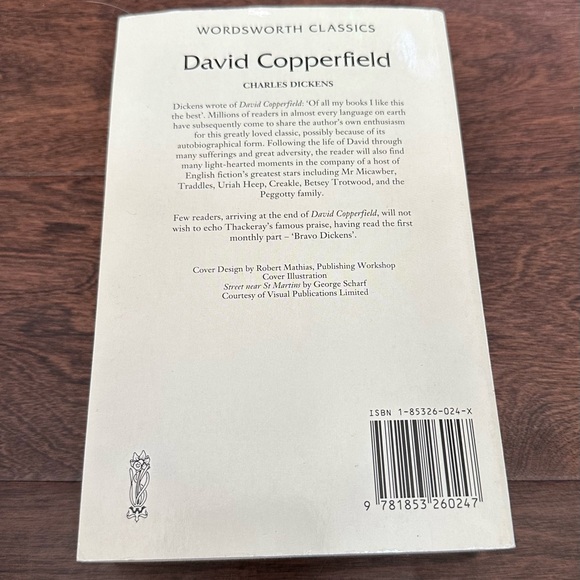 WORDSWORTH CLASSICS
David Copperfield
CHARLES DICKENS
Dickens wrote of David Copperfield: 'Of all my books I like this
the best'. Millions of readers in almost every language on earth
have subsequently come to share the author's own enthusiasm
for this greatly loved classic, possibly because of its
autobiographical form. Following the life of David through
many sufferings and great adversity, the reader will also find
many light-hearted moments in the company of a host of
English fiction's greatest stars including Mr Micawber,
Traddles, Uriah Heep, Creakle, Betsey Trotwood, and the
Peggotty family.
Few readers, arriving at the end of David Copperfield, will not
wish to echo Thackeray's famous praise, having read the first
monthly part – 'Bravo Dickens'.
Cover Design by Robert Mathias, Publishing Workshop
Cover Illustration
Street near St Martins by George Scharf
Courtesy of Visual Publications Limited
ISBN 1-85326-024-X
9 781853 260247
W